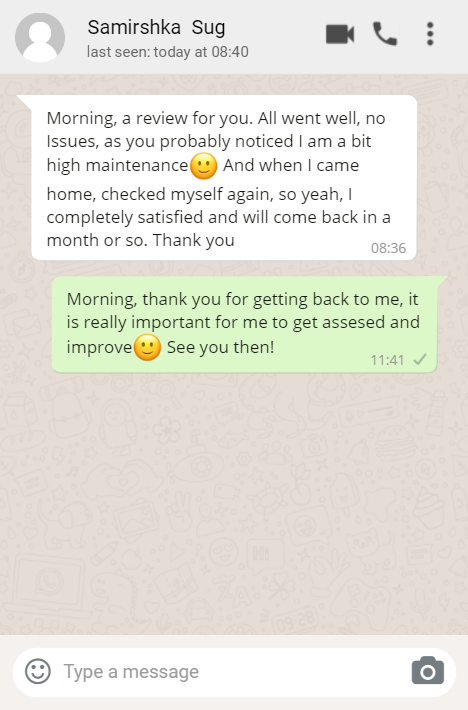 Samirshka Sug
last seen: today at 08:40
Morning, a review for you. All went well, no
Issues, as you probably noticed I am a bit
high maintenance🙂 And when I came
home, checked myself again, so yeah, I
completely satisfied and will come back in a
month or so. Thank you
08:36
Morning, thank you for getting back to me, it
is really important for me to get assesed and
improve🙂 See you then!
11:41
Type a message